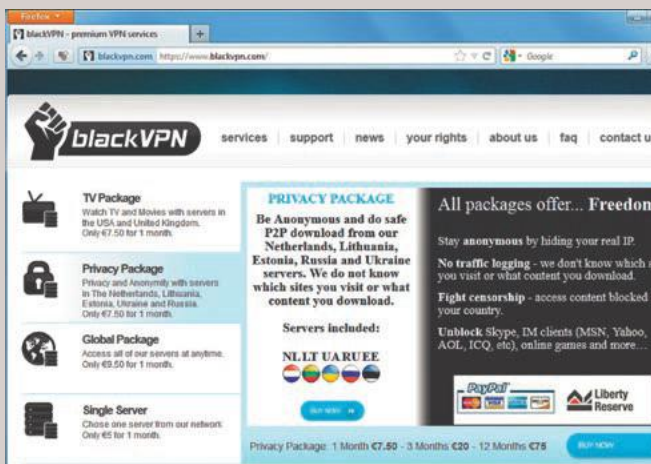 Firefox
blackVPN - premium VPN services
+
blackvpn.com https://www.blackvpn.com/
Google
blackVPN
services support news your rights about us faq contact u
TV Package
Watch TV and Movies with servers in
the USA and United Kingdom.
Only €7.50 for 1 month.
Privacy Package
Privacy and Anonymity with servers
in The Netherlands, Lithuania,
Estonia, Ukraine and Russia.
Only €7.50 for 1 month.
Global Package
Access all of our servers at anytime.
Only €9.50 for 1 month.
Single Server
Chose one server from our network.
Only €5 for 1 month.
PRIVACY PACKAGE
Be Anonymous and do safe
P2P download from our
Netherlands, Lithuania,
Estonia, Russia and Ukraine
servers. We do not know
which sites you visit or what
content you download.
Servers included:
NL LT UA RU EE
BUY NOW
All packages offer... Freedom
Stay anonymous by hiding your real IP.
No traffic logging - we don't know which s
you visit or what content you download.
Fight censorship - access content blocked
your country.
Unblock Skype, IM clients (MSN, Yahoo,
AOL, ICQ, etc), online games and more...
PayPal
Liberty
Reserve
Privacy Package: 1 Month €7.50 - 3 Months €20 - 12 Months €75
BUY NOW